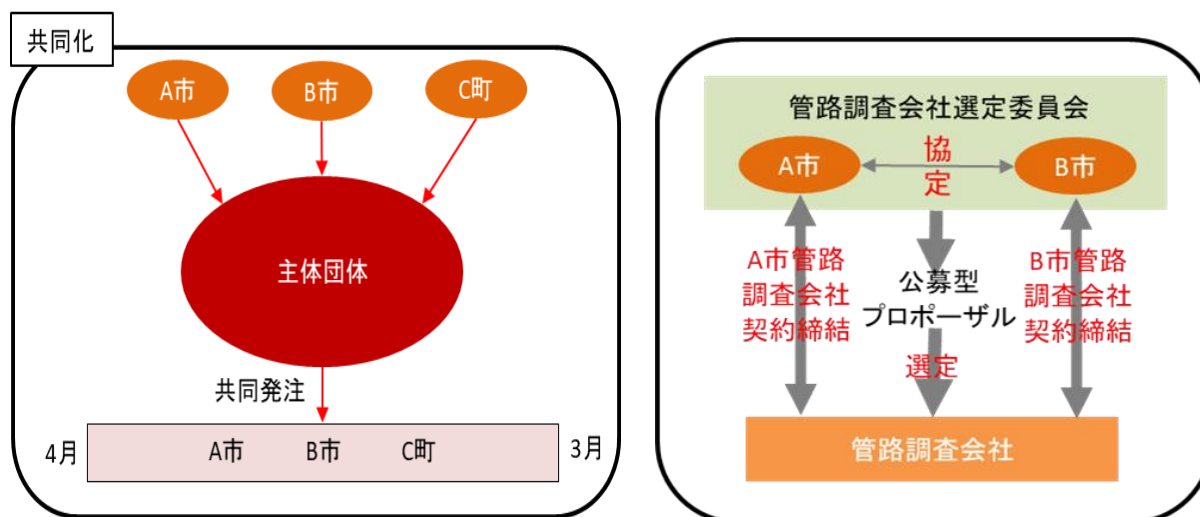 共同化
A市
B市
C町
主体団体
共同発注
4月
A市
B市
C町
3月
管路調査会社選定委員会
A市
協
定
B市
A市管路
調査会社
契約締結
公募型
プロポーザル
選定
B市管路
調査会社
契約締結
管路調査会社